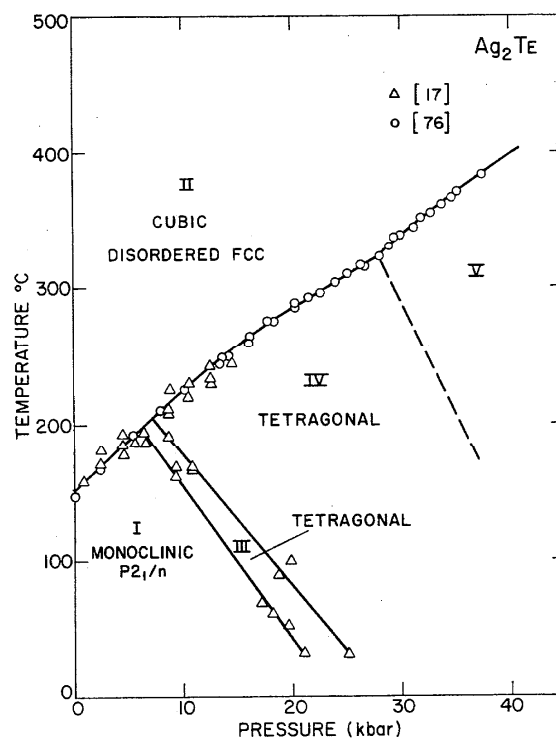 500
400
300
200
100
0
TEMPERATURE °C
Ag₂TE
△ [17]
○ [76]
II
CUBIC
DISORDERED FCC
V
IV
TETRAGONAL
TETRAGONAL
I
III
MONOCLINIC
P2₁/n
0 10 20 30 40
PRESSURE (kbar)